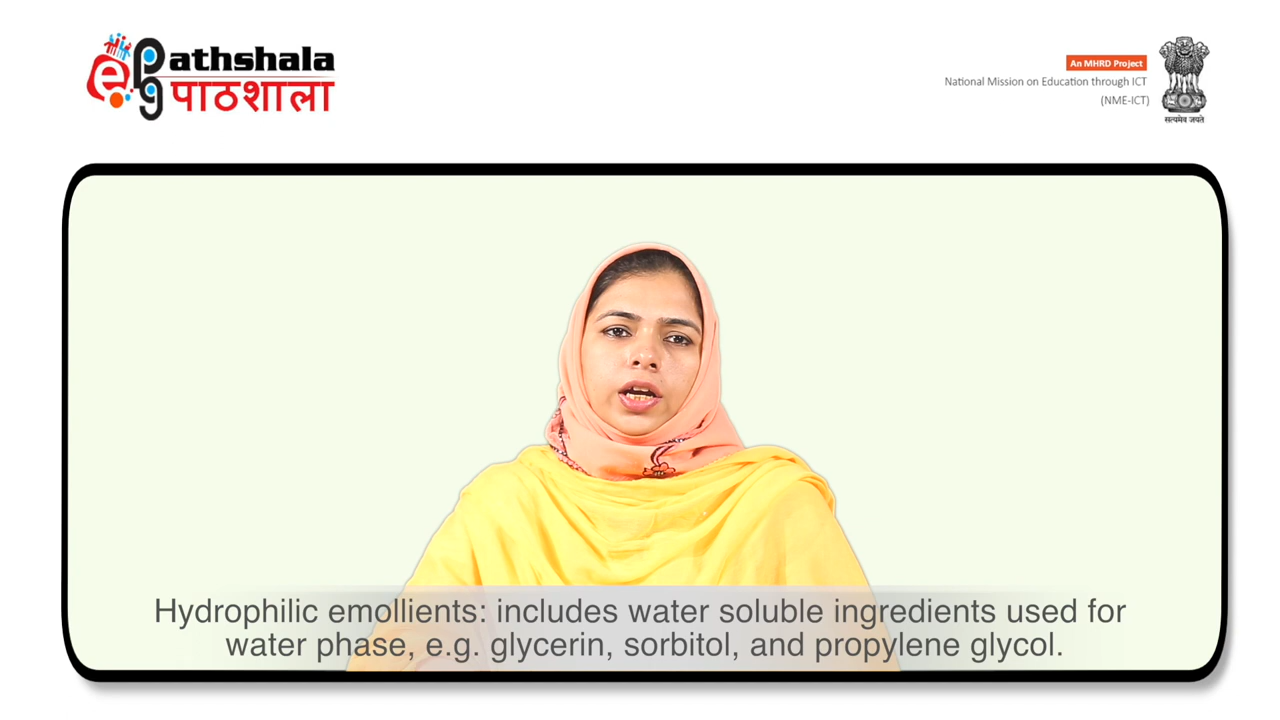 e pg Pathshala
पाठशाला
An MHRD Project
National Mission on Education through ICT
(NME-ICT)
सत्यमेव जयते
Hydrophilic emollients: includes water soluble ingredients used for
water phase, e.g. glycerin, sorbitol, and propylene glycol.